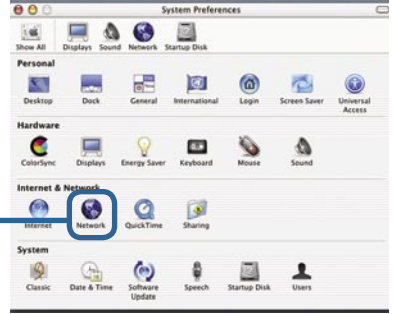 System Preferences
Show All Displays Sound Network Startup Disk
Personal
Desktop Dock General International Login Screen Saver Universal Access
Hardware
ColorSync Displays Energy Saver Keyboard Mouse Sound
Internet & Network
Internet Network QuickTime Sharing
System
Classic Date & Time Software Update Speech Startup Disk Users